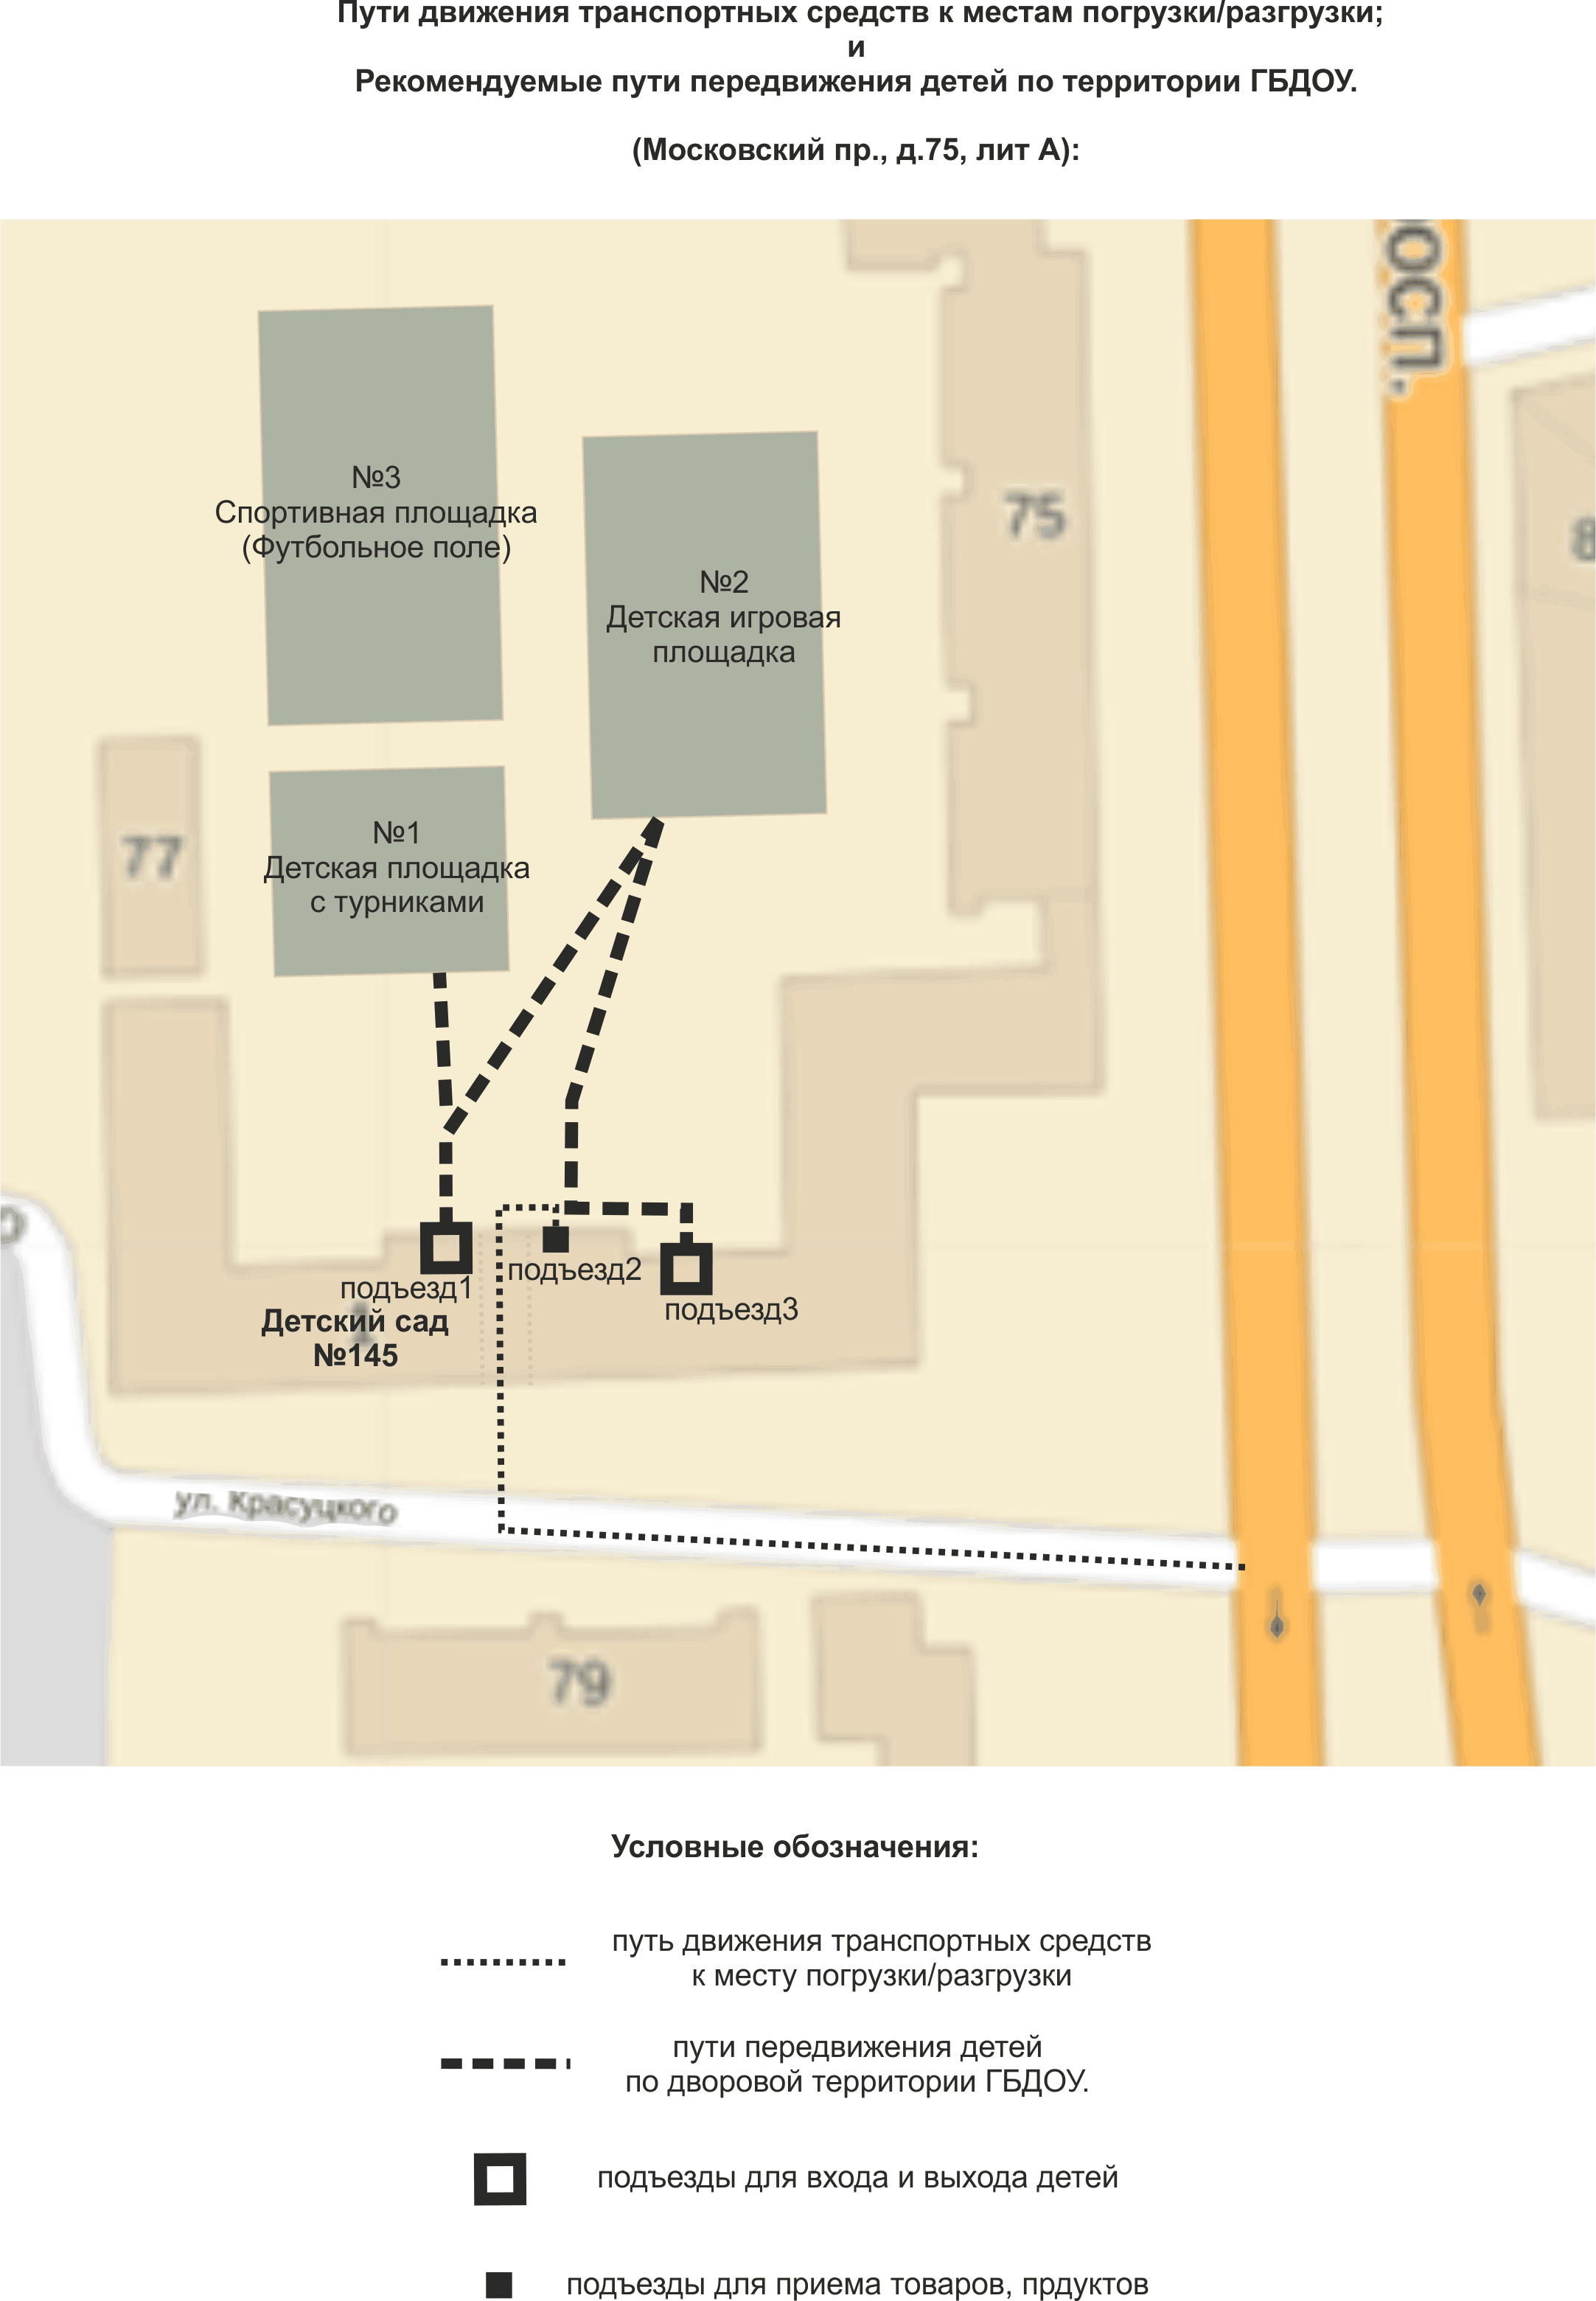 Пути движения транспортных средств к местам погрузки/разгрузки;
и
Рекомендуемые пути передвижения детей по территории ГБДОУ.
(Московский пр., д.75, лит А):
осп.
№3
Спортивная площадка
(Футбольное поле)
75
8
№2
Детская игровая
площадка
77
№1
Детская площадка
с турниками
подъезд2
подъезд1
подъезд3
Детский сад
№145
ул. Красуцкого
79
Условные обозначения:
путь движения транспортных средств
к месту погрузки/разгрузки
пути передвижения детей
по дворовой территории ГБДОУ.
подъезды для входа и выхода детей
подъезды для приема товаров, прдуктов